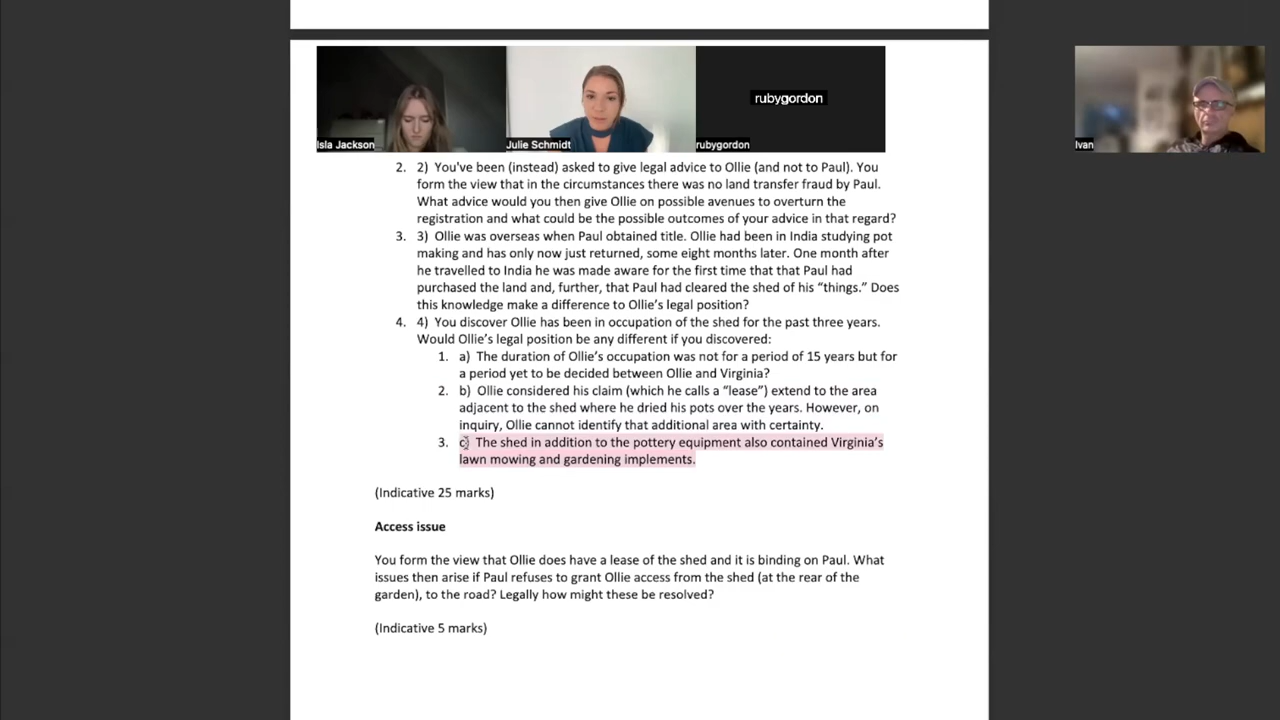 rubygordon
Isla Jackson
Julie Schmidt
rubygordon
Ivan
2. 2) You've been (instead) asked to give legal advice to Ollie (and not to Paul). You
form the view that in the circumstances there was no land transfer fraud by Paul.
What advice would you then give Ollie on possible avenues to overturn the
registration and what could be the possible outcomes of your advice in that regard?
3. 3) Ollie was overseas when Paul obtained title. Ollie had been in India studying pot
making and has only now just returned, some eight months later. One month after
he travelled to India he was made aware for the first time that that Paul had
purchased the land and, further, that Paul had cleared the shed of his “things.” Does
this knowledge make a difference to Ollie’s legal position?
4. 4) You discover Ollie has been in occupation of the shed for the past three years.
Would Ollie’s legal position be any different if you discovered:
1. a) The duration of Ollie’s occupation was not for a period of 15 years but for
a period yet to be decided between Ollie and Virginia?
2. b) Ollie considered his claim (which he calls a “lease”) extend to the area
adjacent to the shed where he dried his pots over the years. However, on
inquiry, Ollie cannot identify that additional area with certainty.
3. c) The shed in addition to the pottery equipment also contained Virginia’s
lawn mowing and gardening implements.
(Indicative 25 marks)
Access issue
You form the view that Ollie does have a lease of the shed and it is binding on Paul. What
issues then arise if Paul refuses to grant Ollie access from the shed (at the rear of the
garden), to the road? Legally how might these be resolved?
(Indicative 5 marks)